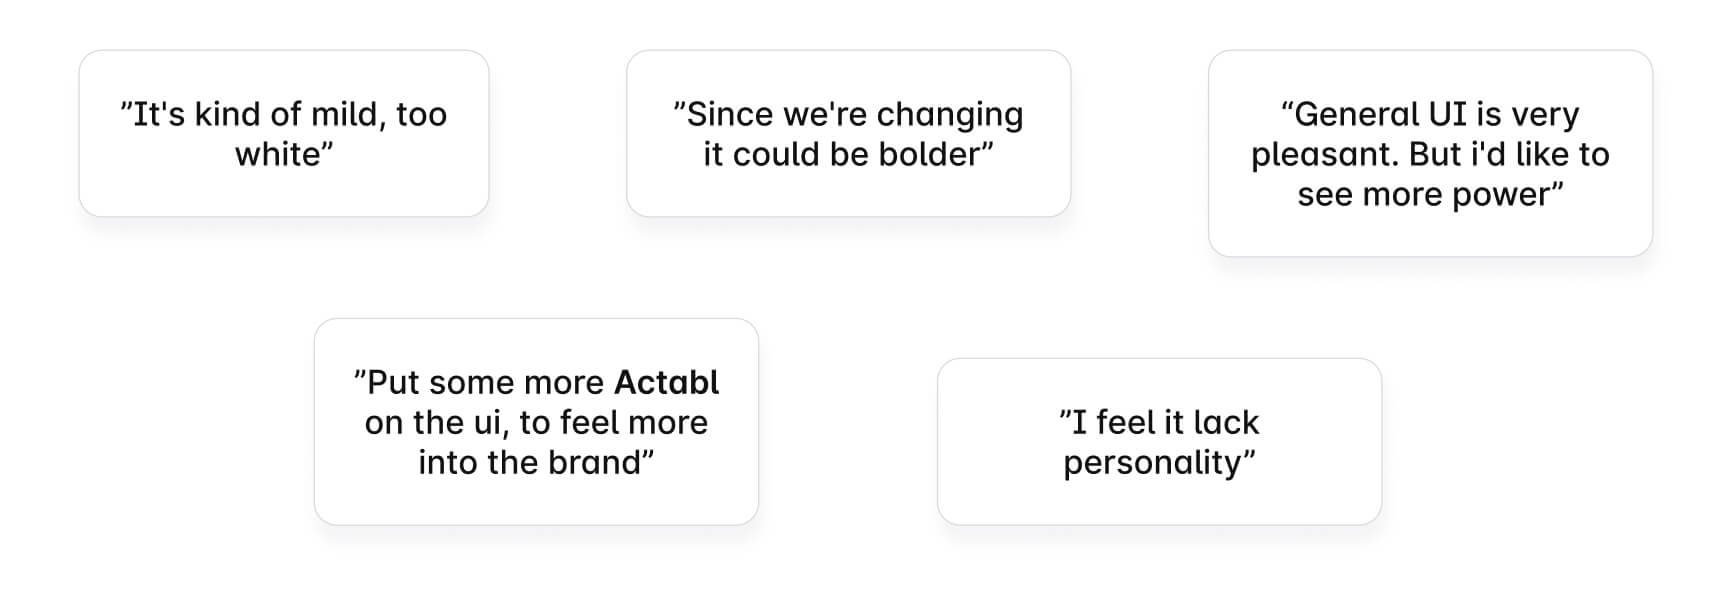 ”It's kind of mild, too
white”
”Since we're changing
it could be bolder”
“General UI is very
pleasant. But i'd like to
see more power”
”Put some more Actabl
on the ui, to feel more
into the brand”
”I feel it lack
personality”